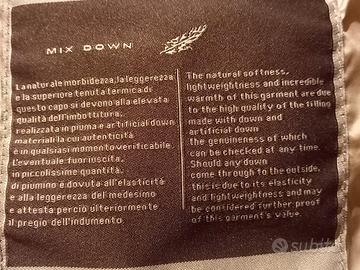 MIX DOWN
La naturale morbidezza, la leggerezza
e la superiore tenuta termica di
questo capo si devono alla elevata
qualità dell'imbottitura;
realizzata in piuma e artificial down
materiali la cui autenticità
è in qualsiasi momento verificabile.
L'eventuale fuoriuscita,
in piccolissime quantità,
di piumino è dovuta all'elasticità
e alla leggerezza del medesimo
e attesta perciò ulteriormente
il pregio dell'indumento.
The natural softness,
lightweightness and incredible
warmth of this garment are due
to the high quality of the filling
made with down and
artificial down
the genuineness of which
can be checked at any time.
Should any down
come through to the outside,
this is due to its elasticity
and lightweightness and may
be considered further proof
of this garment's value.
subito